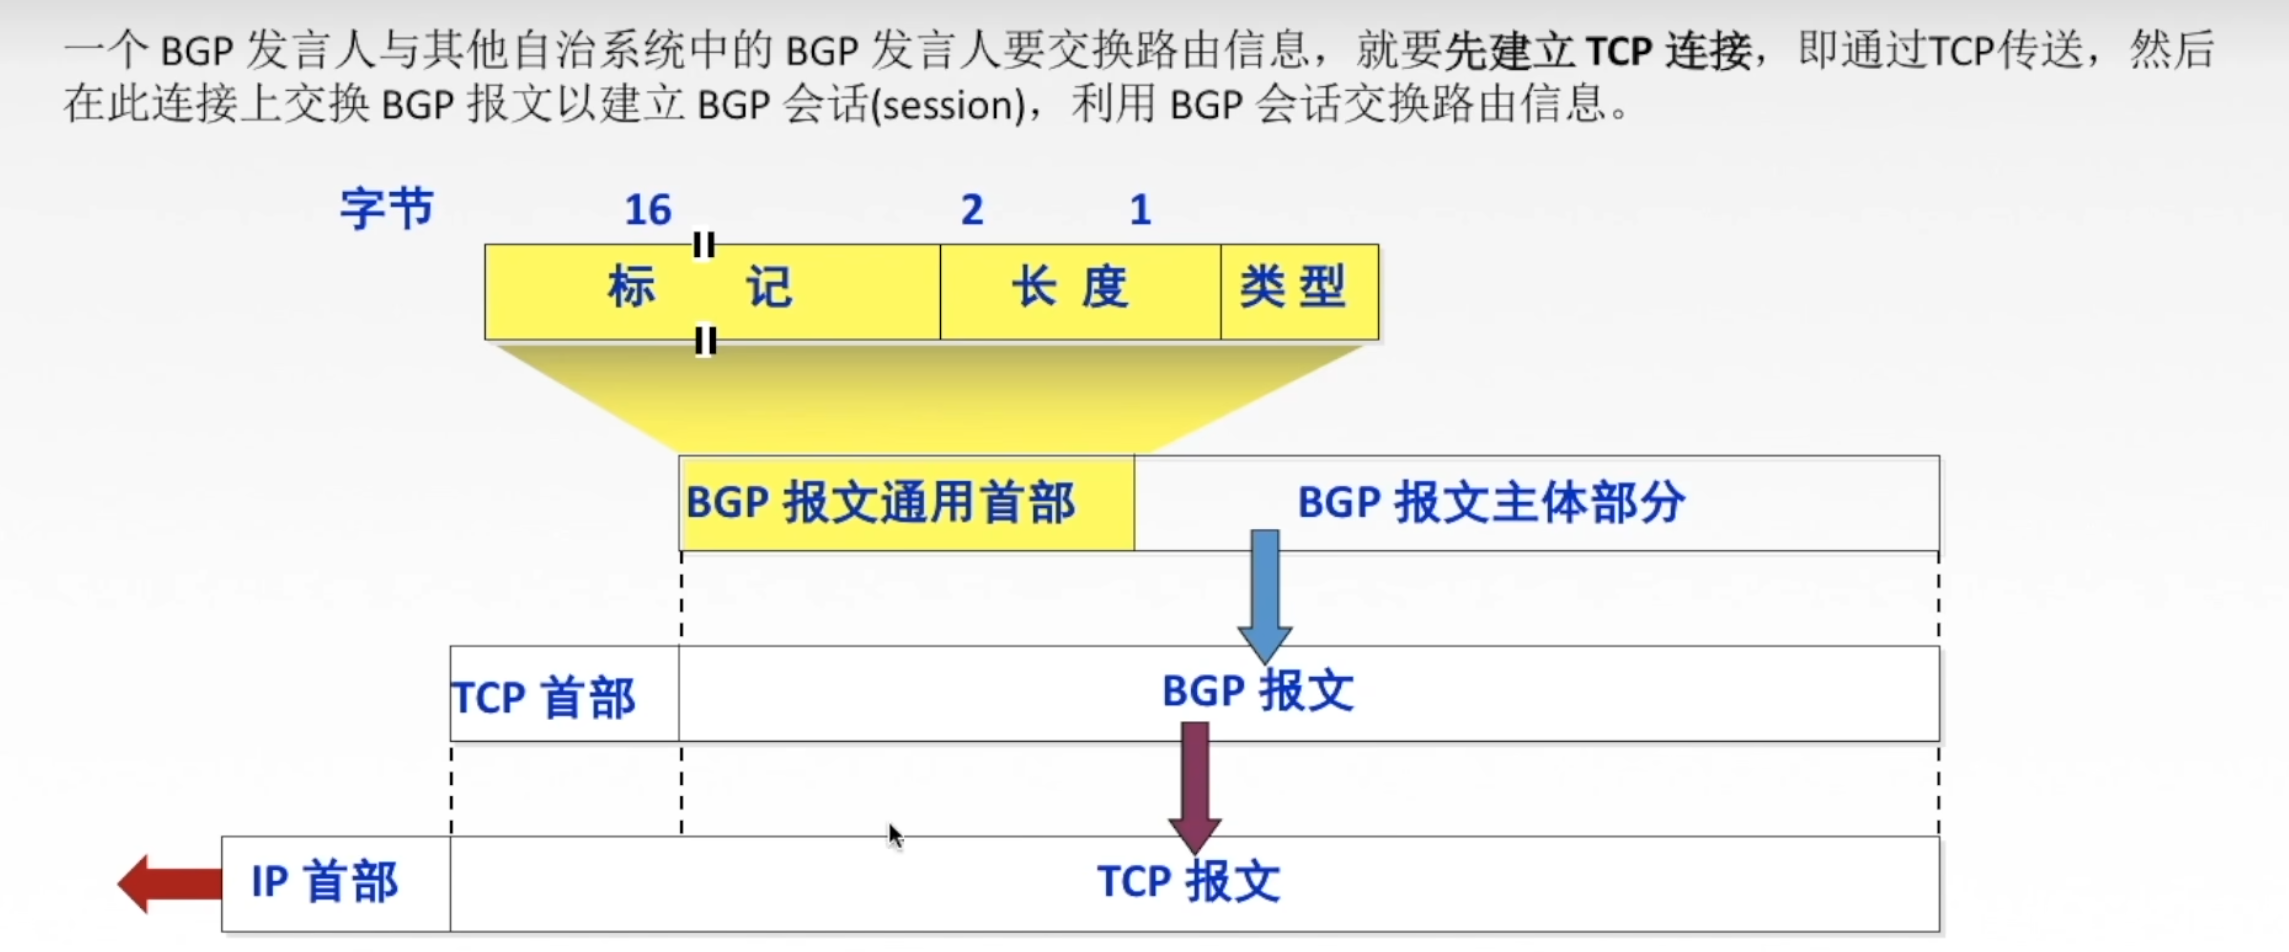 一个 BGP 发言人与其他自治系统中的 BGP 发言人要交换路由信息，就要先建立 TCP 连接，即通过TCP传送，然后
在此连接上交换 BGP 报文以建立 BGP 会话(session)，利用 BGP 会话交换路由信息。
字节 16 2 1
标 记 长 度 类 型
BGP 报文通用首部 BGP 报文主体部分
TCP 首部 BGP 报文
IP 首部 TCP 报文